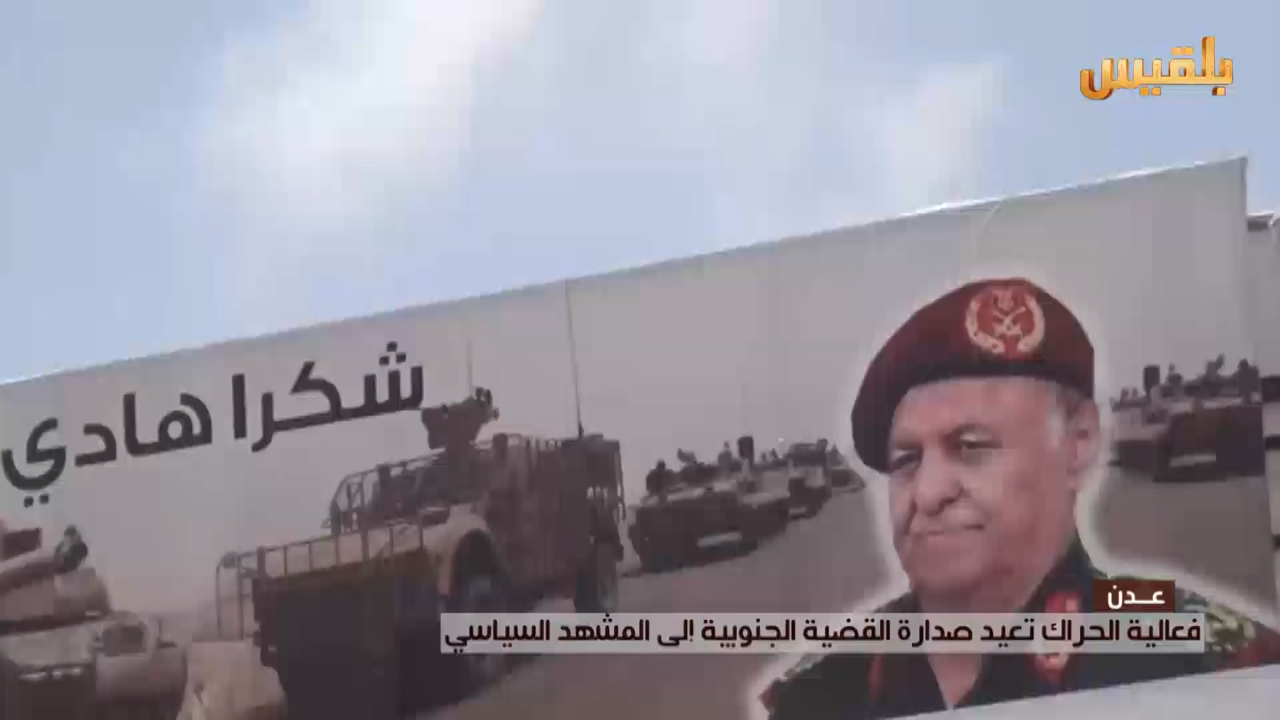 بلقيس
شكرا هادي
عدن
فعالية الحراك تعيد صدارة القضية الجنوبية إلى المشهد السياسي